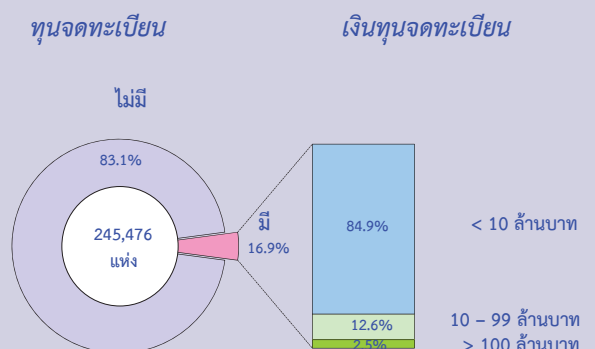 ทุนจดทะเบียน
เงินทุนจดทะเบียน
ไม่มี
83.1%
245,476
แห่ง
มี
16.9%
84.9%
< 10 ล้านบาท
12.6%
10 – 99 ล้านบาท
2.5%
> 100 ล้านบาท